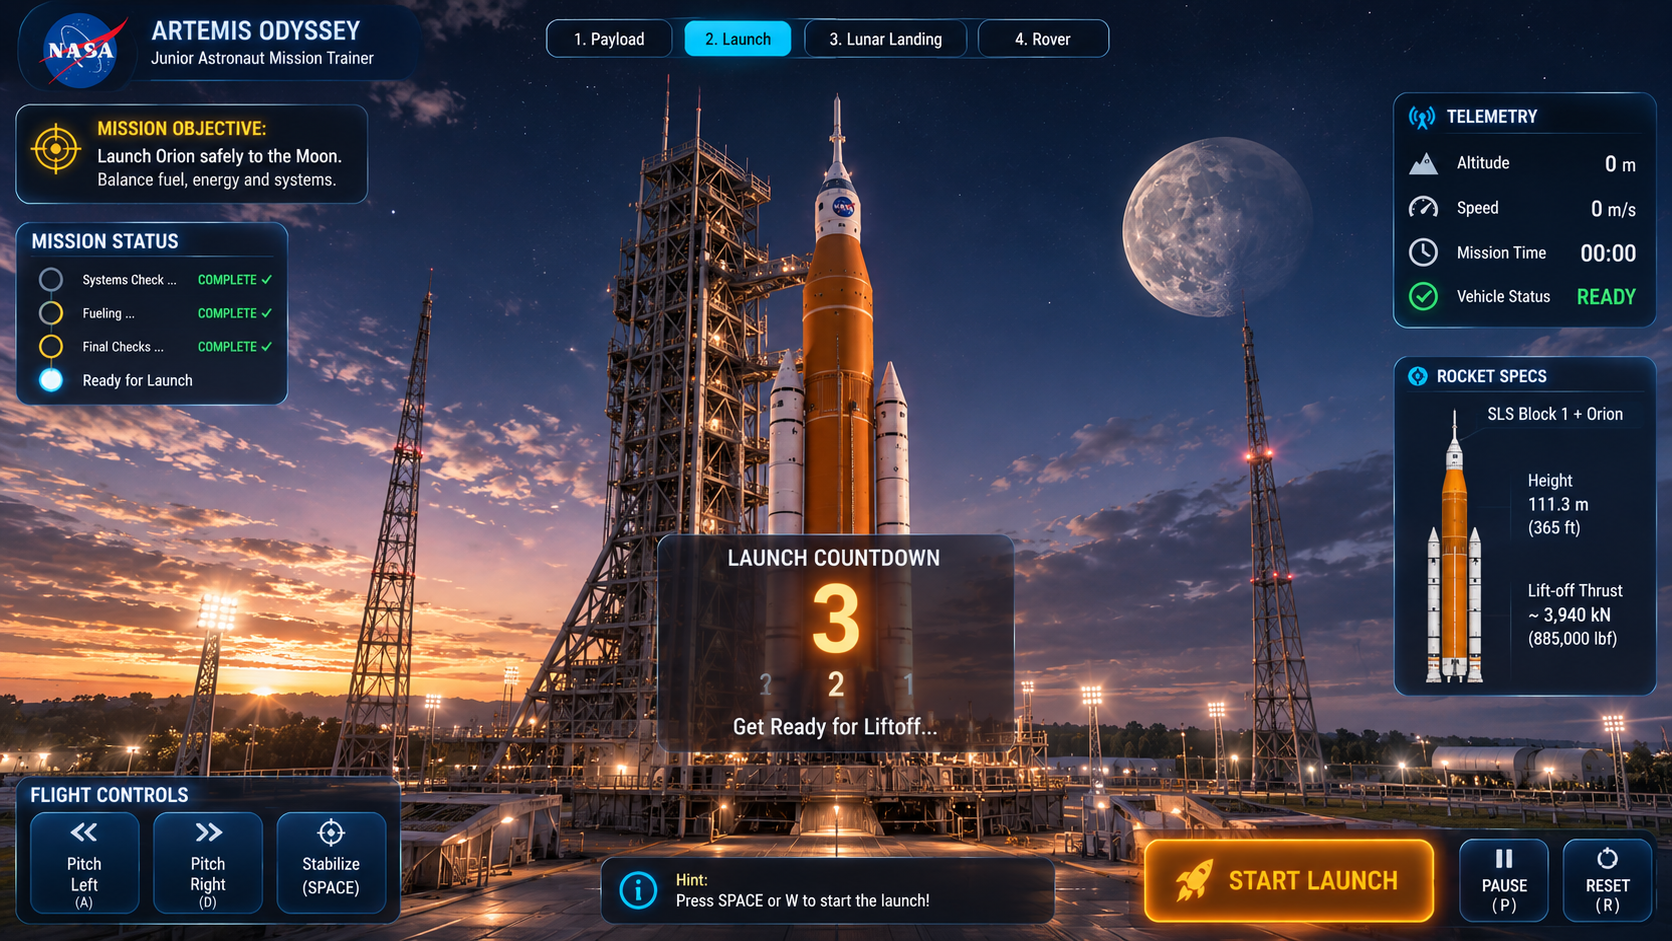 NASA
ARTEMIS ODYSSEY
Junior Astronaut Mission Trainer
1. Payload
2. Launch
3. Lunar Landing
4. Rover
MISSION OBJECTIVE:
Launch Orion safely to the Moon.
Balance fuel, energy and systems.
MISSION STATUS
Systems Check ... COMPLETE ✓
Fueling ... COMPLETE ✓
Final Checks ... COMPLETE ✓
Ready for Launch
NASA
TELEMETRY
Altitude 0 m
Speed 0 m/s
Mission Time 00:00
Vehicle Status READY
ROCKET SPECS
SLS Block 1 + Orion
Height
111.3 m
(365 ft)
Lift-off Thrust
~ 3,940 kN
(885,000 lbf)
LAUNCH COUNTDOWN
3
2 2 1
Get Ready for Liftoff...
FLIGHT CONTROLS
Pitch
Left
(A)
Pitch
Right
(D)
Stabilize
(SPACE)
Hint:
Press SPACE or W to start the launch!
START LAUNCH
PAUSE
(P)
RESET
(R)